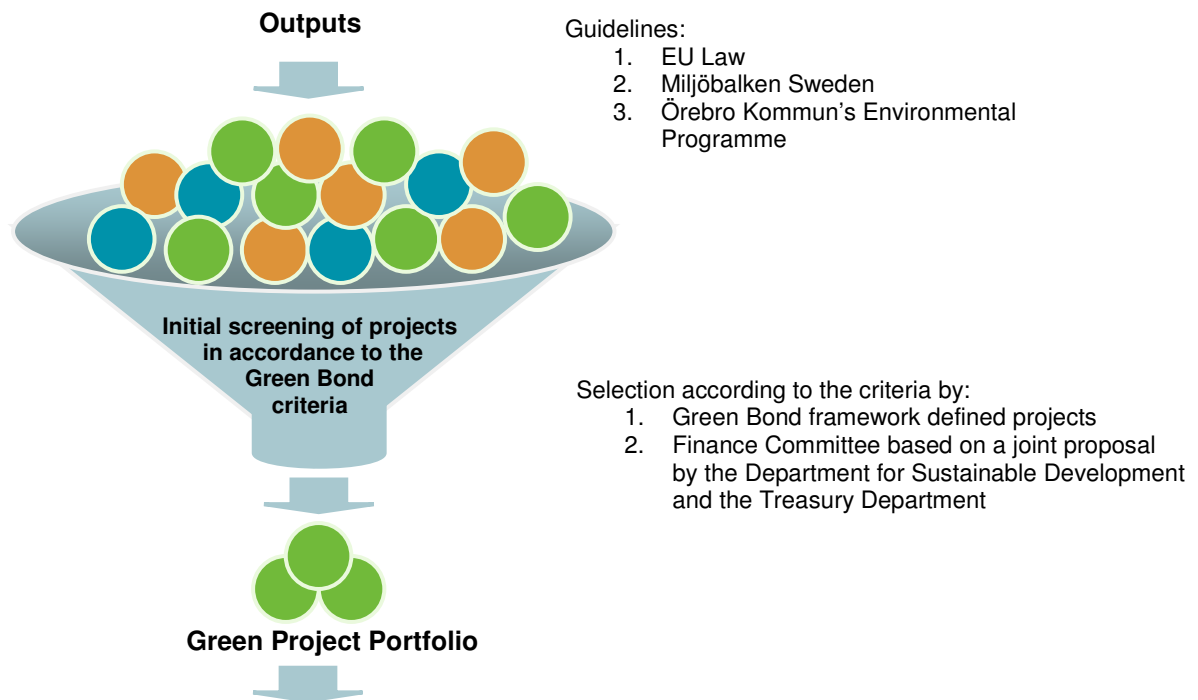 Outputs
Guidelines:
1. EU Law
2. Miljöbalken Sweden
3. Örebro Kommun's Environmental
Programme
Initial screening of projects
in accordance to the
Green Bond
criteria
Selection according to the criteria by:
1. Green Bond framework defined projects
2. Finance Committee based on a joint proposal
by the Department for Sustainable Development
and the Treasury Department
Green Project Portfolio